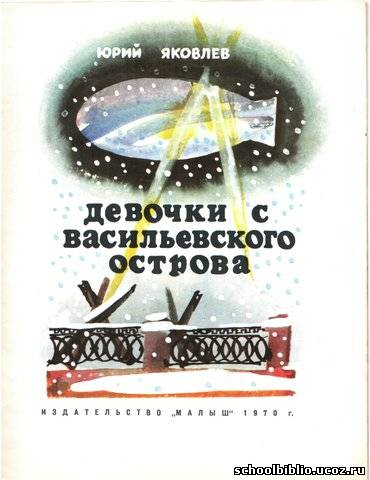 ЮРИЙ ЯКОВЛЕВ
ДЕВОЧКИ С
ВАСИЛЬЕВСКОГО
ОСТРОВА
ИЗДАТЕЛЬСТВО „МАЛЫШ" 1970 г.
schoolbiblio.ucoz.ru